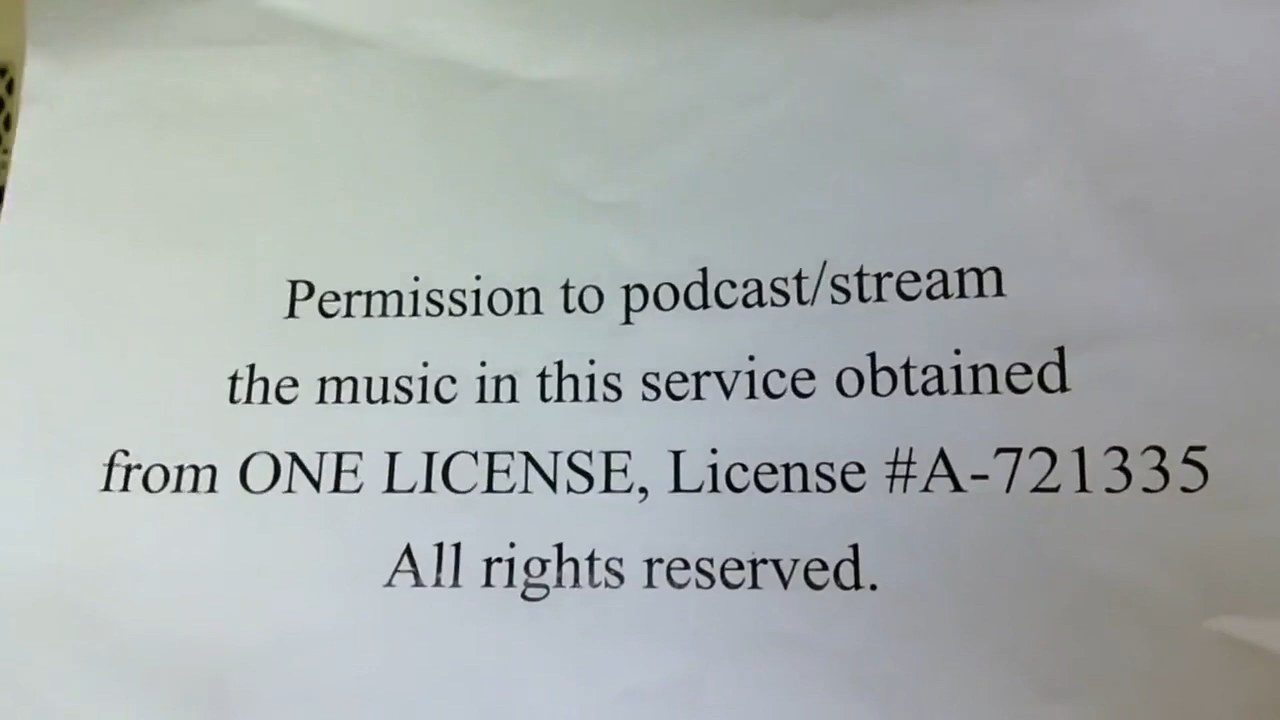 Permission to podcast/stream
the music in this service obtained
from ONE LICENSE, License #A-721335
All rights reserved.